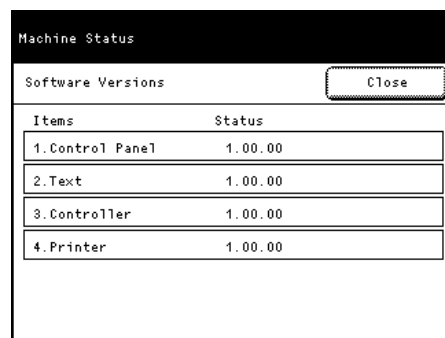 Machine Status
Software Versions Close
Items Status
1.Control Panel 1.00.00
2.Text 1.00.00
3.Controller 1.00.00
4.Printer 1.00.00